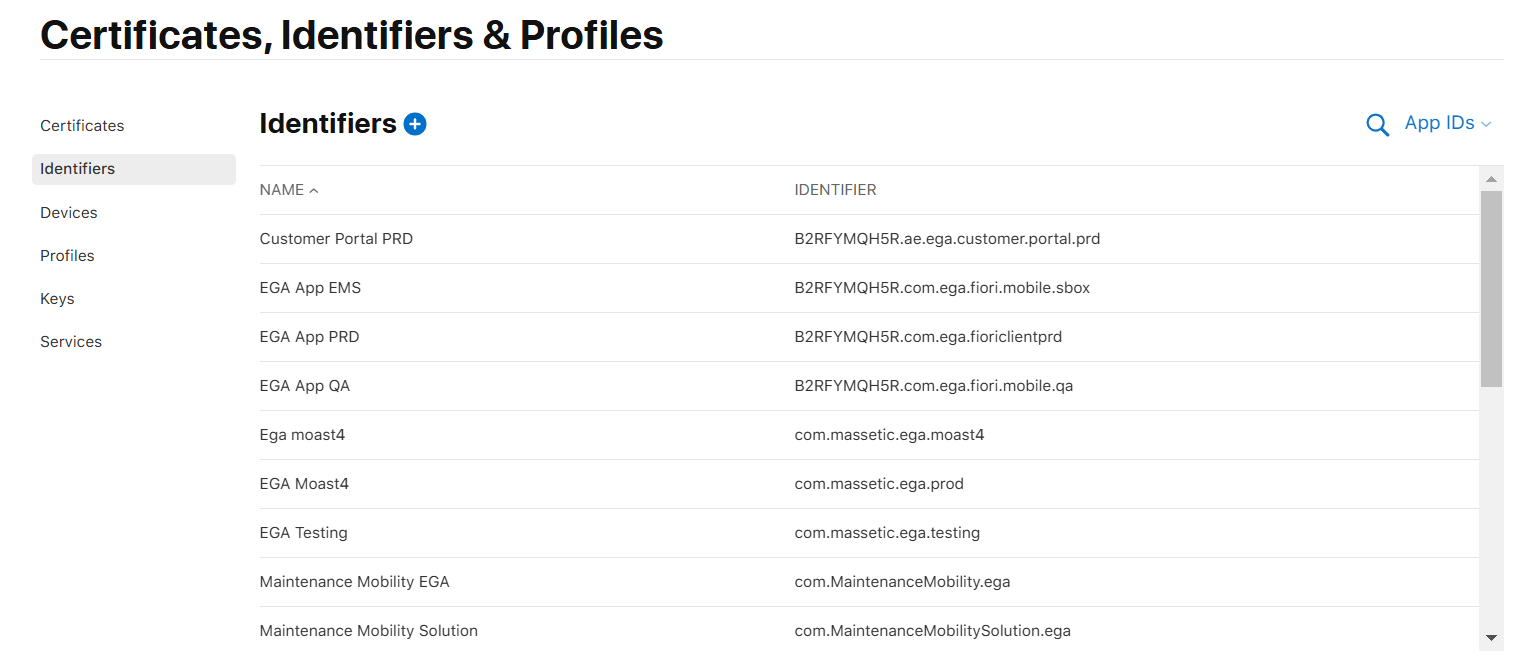 Certificates, Identifiers & Profiles
Certificates
Identifiers
Devices
Profiles
Keys
Services
Identifiers
App IDs
NAME IDENTIFIER
Customer Portal PRD B2RFYMQH5R.ae.ega.customer.portal.prd
EGA App EMS B2RFYMQH5R.com.ega.fiori.mobile.sbox
EGA App PRD B2RFYMQH5R.com.ega.fioriclientprd
EGA App QA B2RFYMQH5R.com.ega.fiori.mobile.qa
Ega moast4 com.massetic.ega.moast4
EGA Moast4 com.massetic.ega.prod
EGA Testing com.massetic.ega.testing
Maintenance Mobility EGA com.MaintenanceMobility.ega
Maintenance Mobility Solution com.MaintenanceMobilitySolution.ega